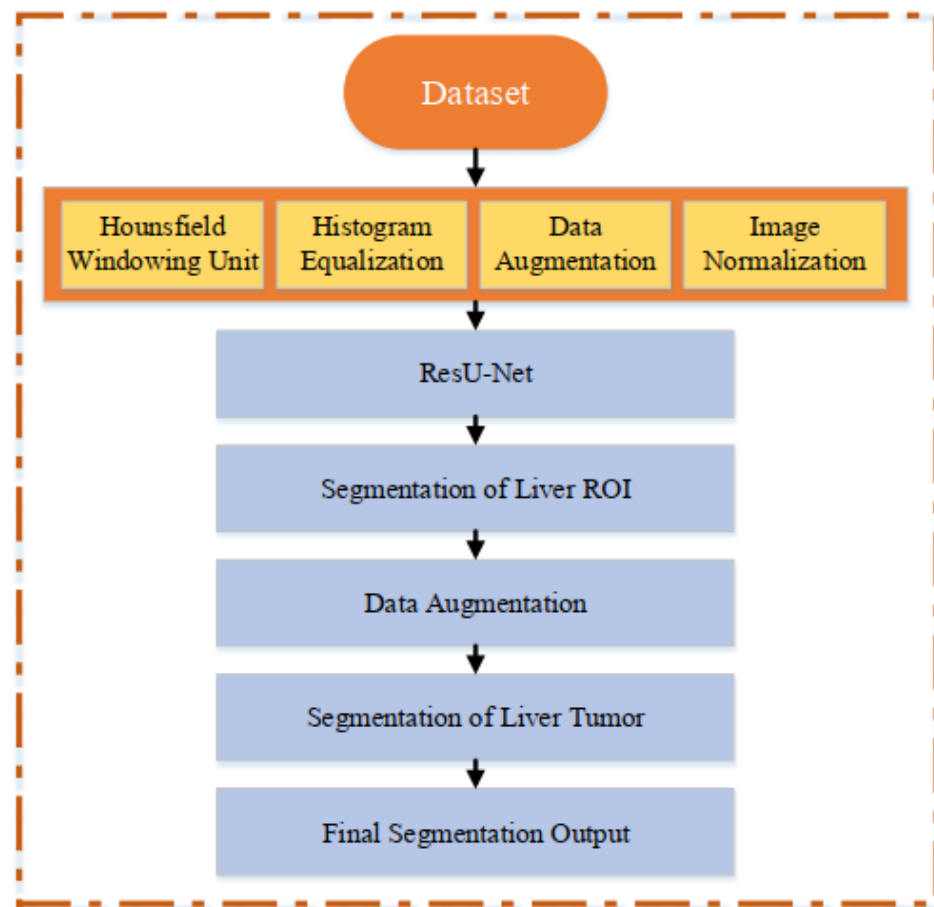 Dataset
Hounsfield
Windowing Unit
Histogram
Equalization
Data
Augmentation
Image
Normalization
ResU-Net
Segmentation of Liver ROI
Data Augmentation
Segmentation of Liver Tumor
Final Segmentation Output